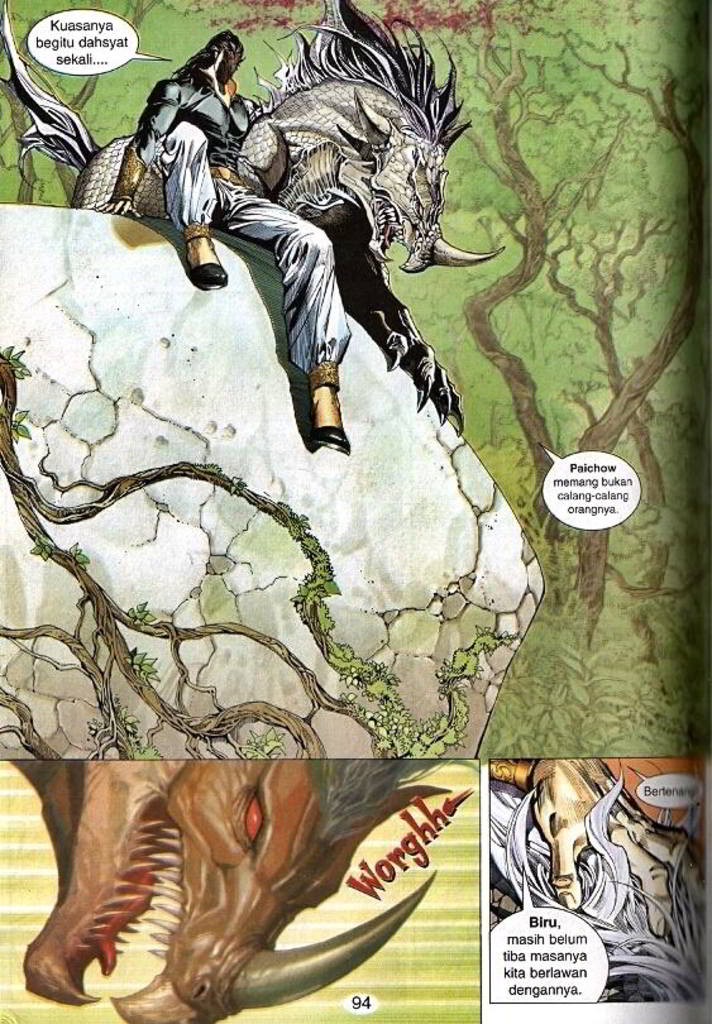 Kuasanya
begitu dahsyat
sekali....
Paichow
memang bukan
calang-calang
orangnya.
Worghh
Bertenang
Biru,
masih belum
tiba masanya
kita berlawan
dengannya.
94